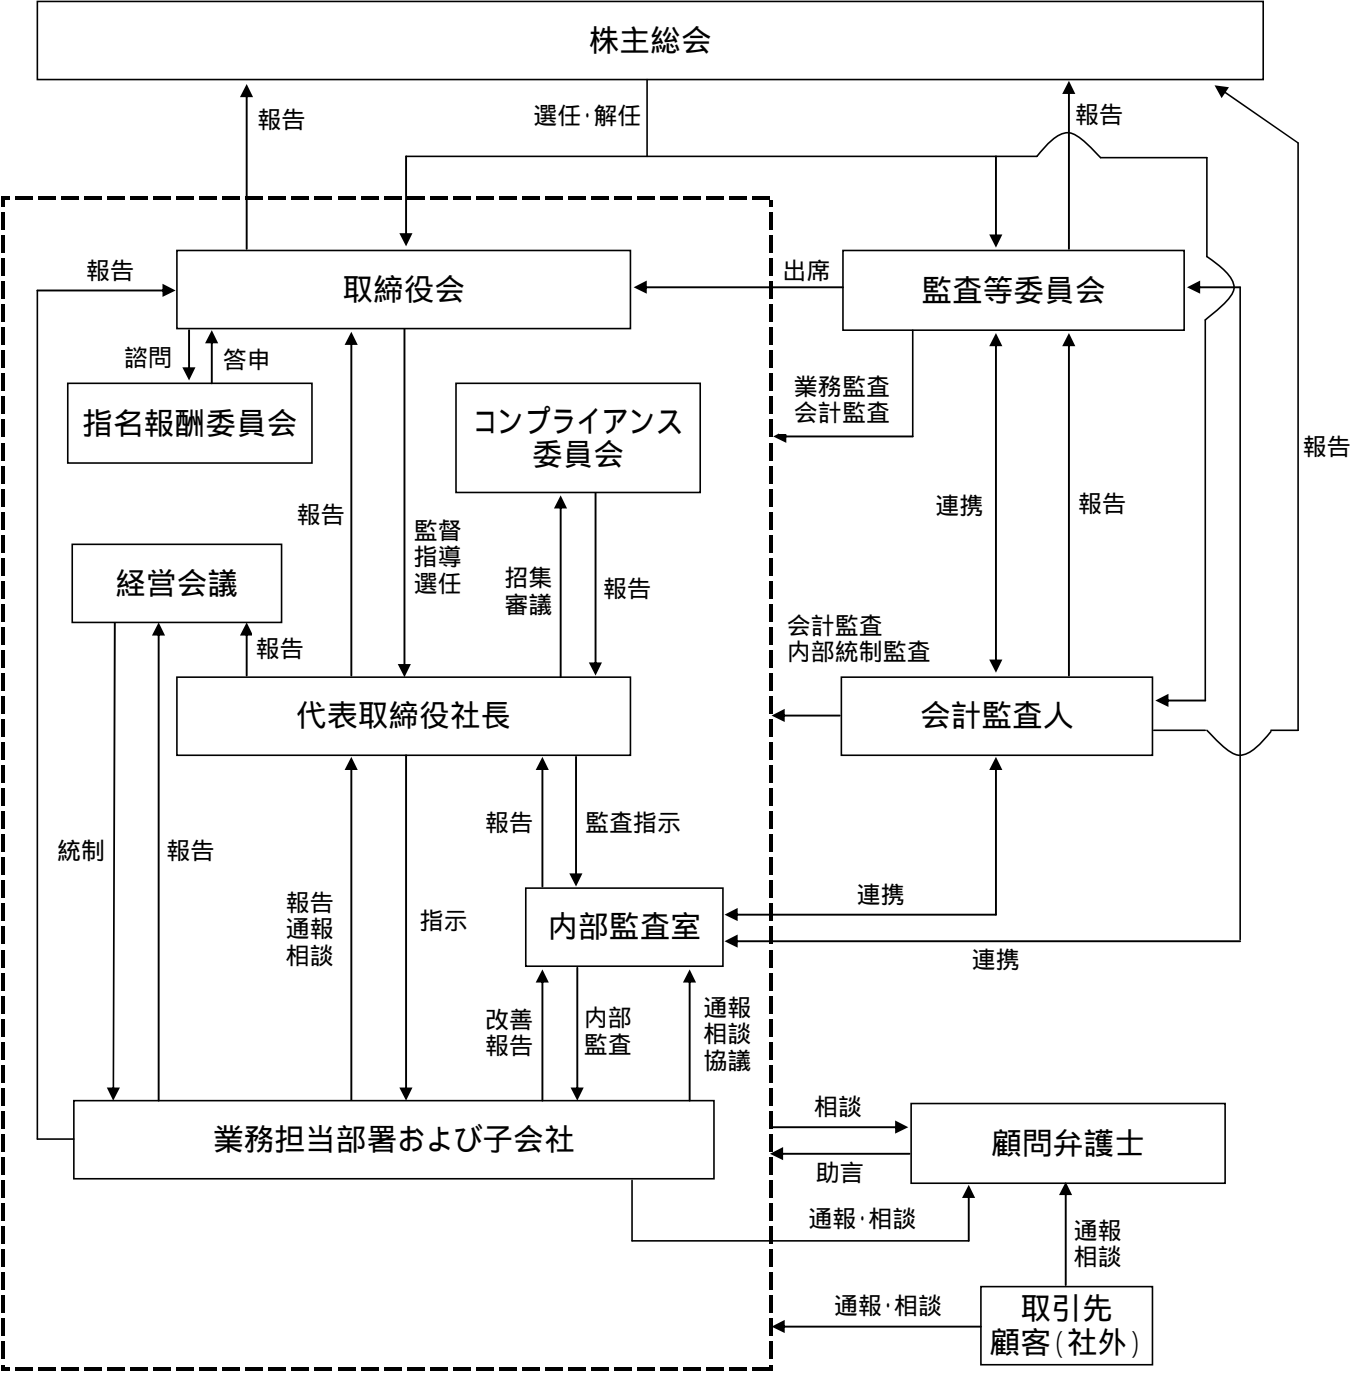 株主総会
報告
選任・解任
報告
報告
取締役会
出席
監査等委員会
諮問
答申
指名報酬委員会
コンプライアンス
委員会
業務監査
会計監査
報告
報告
監督
指導
選任
連携
報告
経営会議
招集
審議
報告
報告
会計監査
内部統制監査
代表取締役社長
会計監査人
統制
報告
報告
監査指示
報告
通報
相談
指示
内部監査室
連携
連携
改善
報告
内部
監査
通報
相談
協議
業務担当部署および子会社
相談
助言
顧問弁護士
通報・相談
通報
相談
通報・相談
取引先
顧客(社外)